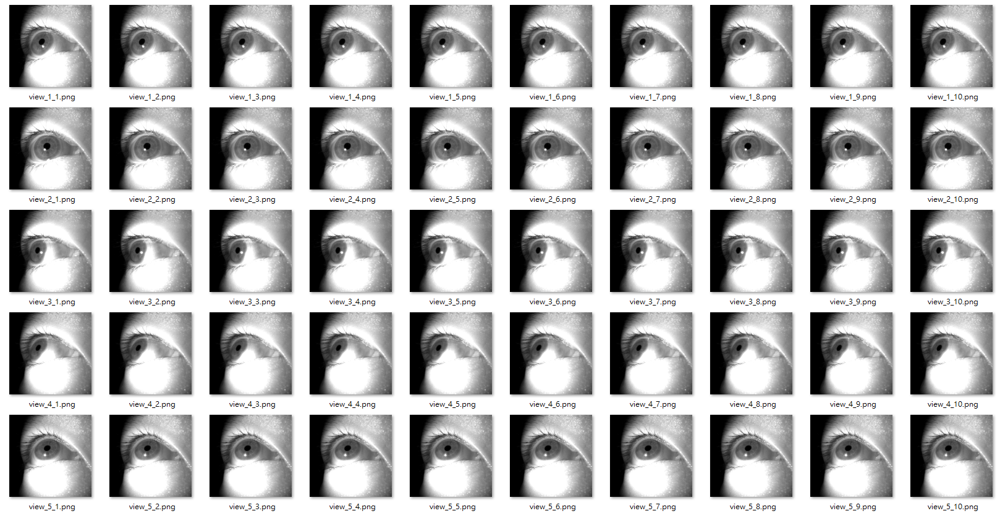 view_1_1.png view_1_2.png view_1_3.png view_1_4.png view_1_5.png view_1_6.png view_1_7.png view_1_8.png view_1_9.png view_1_10.png
view_2_1.png view_2_2.png view_2_3.png view_2_4.png view_2_5.png view_2_6.png view_2_7.png view_2_8.png view_2_9.png view_2_10.png
view_3_1.png view_3_2.png view_3_3.png view_3_4.png view_3_5.png view_3_6.png view_3_7.png view_3_8.png view_3_9.png view_3_10.png
view_4_1.png view_4_2.png view_4_3.png view_4_4.png view_4_5.png view_4_6.png view_4_7.png view_4_8.png view_4_9.png view_4_10.png
view_5_1.png view_5_2.png view_5_3.png view_5_4.png view_5_5.png view_5_6.png view_5_7.png view_5_8.png view_5_9.png view_5_10.png